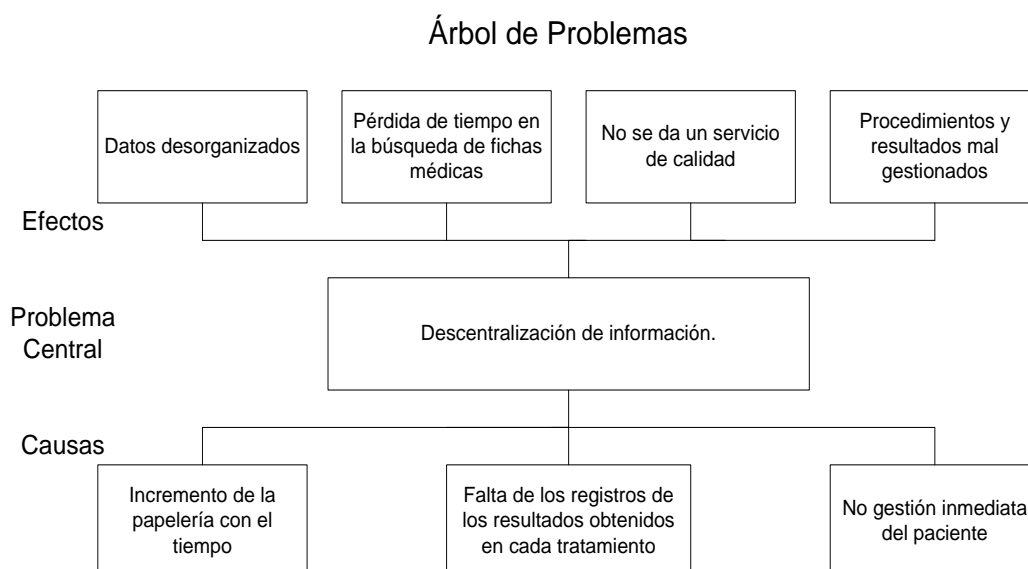 Árbol de Problemas
Datos desorganizados
Pérdida de tiempo en
la búsqueda de fichas
médicas
No se da un servicio
de calidad
Procedimientos y
resultados mal
gestionados
Efectos
Problema
Central
Descentralización de información.
Causas
Incremento de la
papelería con el
tiempo
Falta de los registros de
los resultados obtenidos
en cada tratamiento
No gestión inmediata
del paciente